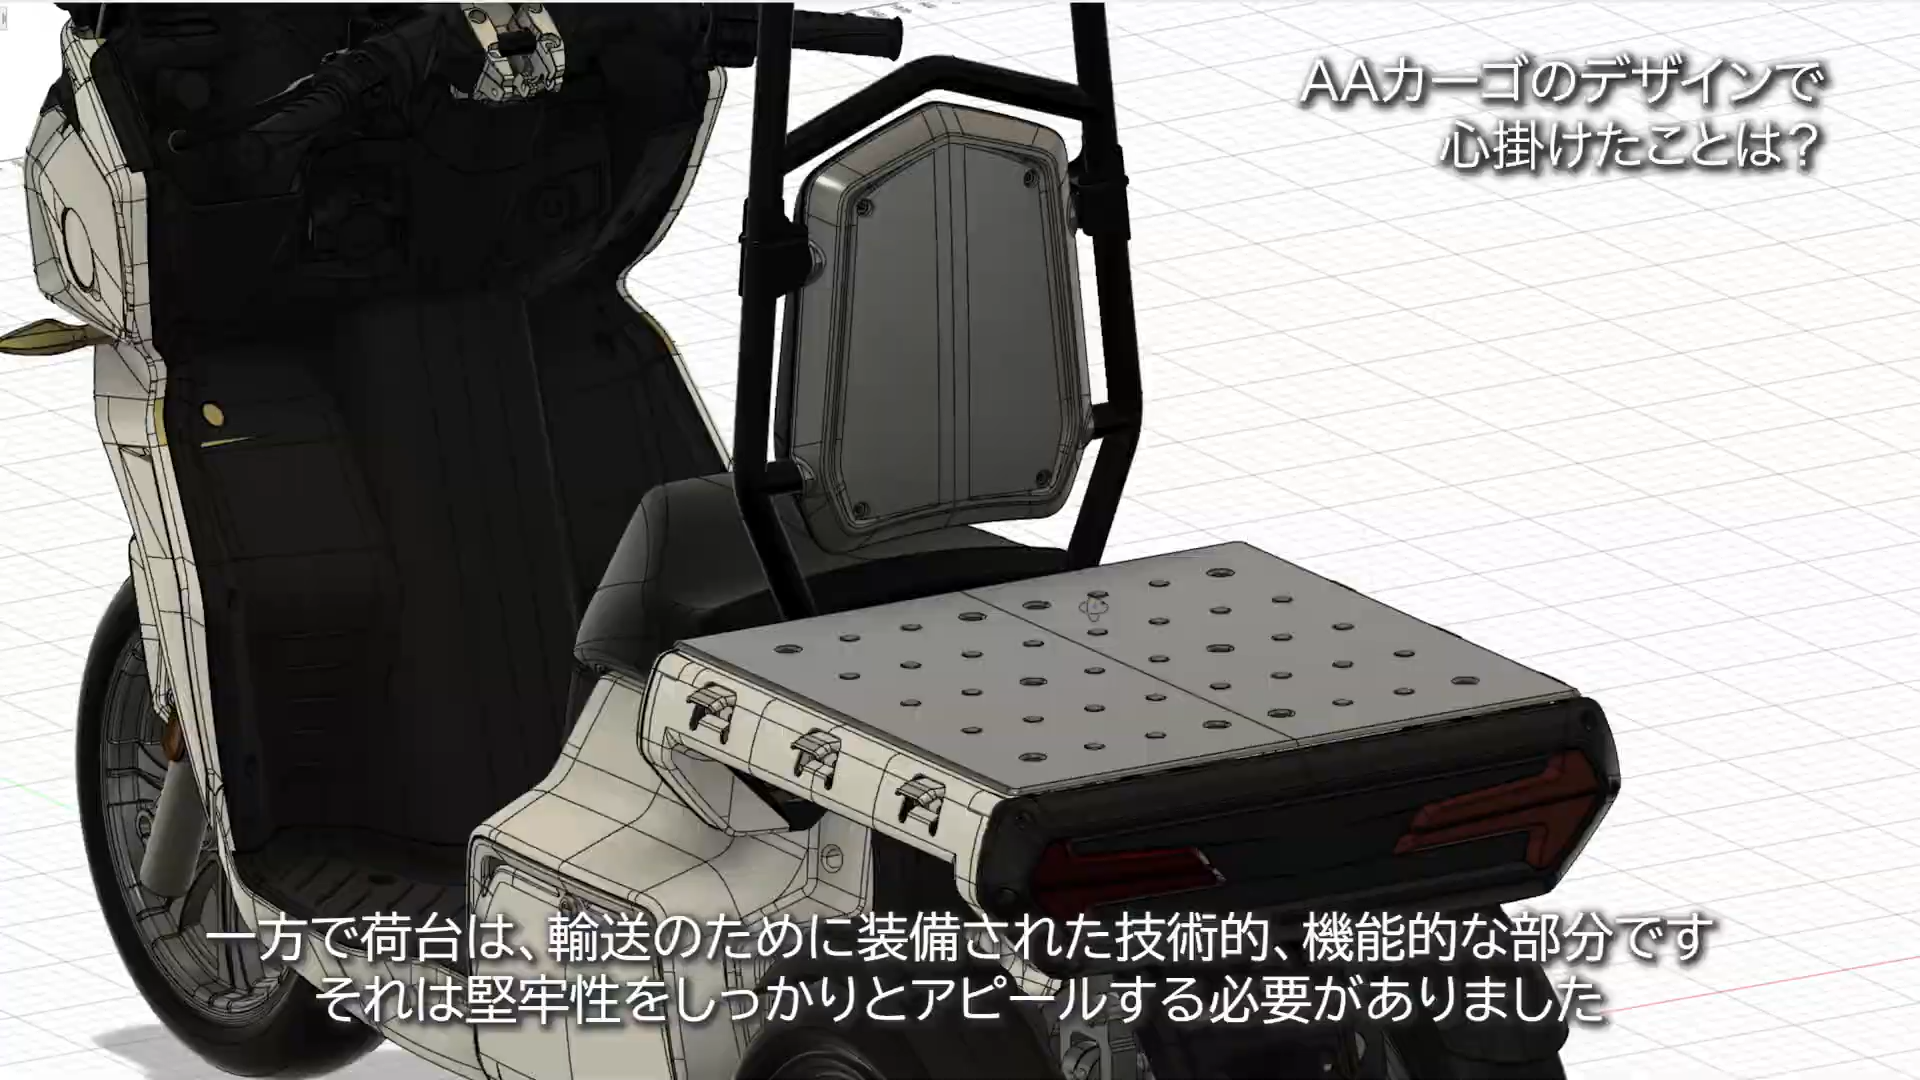 AAカーゴのデザインで
心掛けたことは？
一方で荷台は、輸送のために装備された技術的、機能的な部分です
それは堅牢性をしっかりとアピールする必要がありました